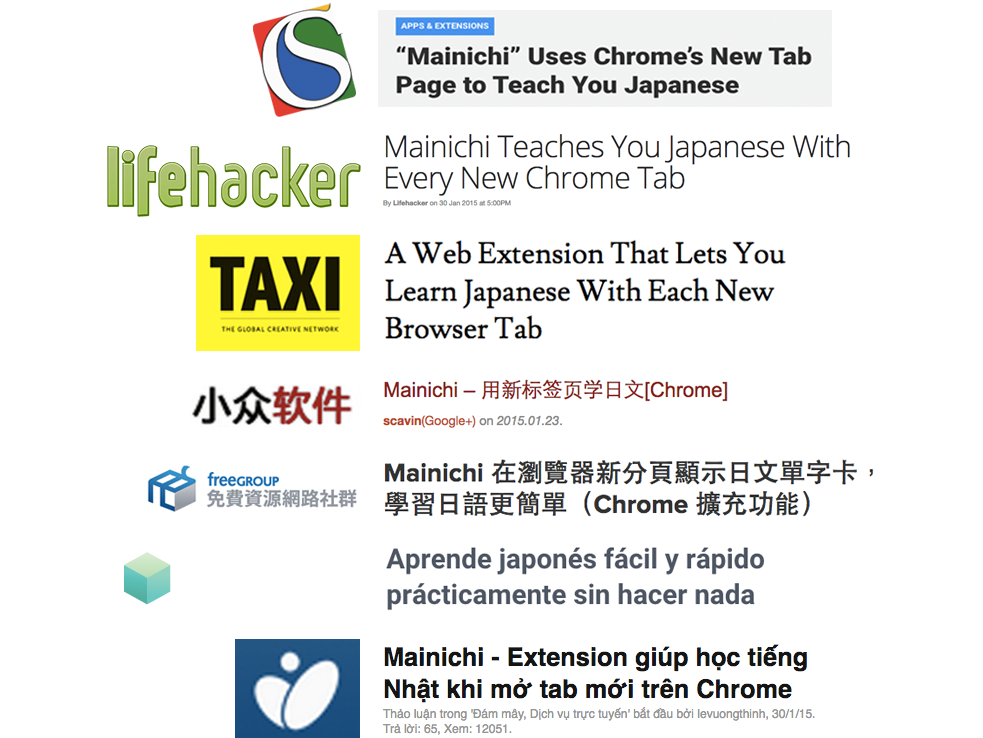 APPS & EXTENSIONS
“Mainichi” Uses Chrome’s New Tab
Page to Teach You Japanese
lifehacker
Mainichi Teaches You Japanese With
Every New Chrome Tab
By Lifehacker on 30 Jan 2015 at 5:00PM
TAXI
THE GLOBAL CREATIVE NETWORK
A Web Extension That Lets You
Learn Japanese With Each New
Browser Tab
小众软件
Mainichi – 用新标签页学日文[Chrome]
scavin(Google+) on 2015.01.23.
freeGROUP
免費資源網路社群
Mainichi 在瀏覽器新分頁顯示日文單字卡，
學習日語更簡單（Chrome 擴充功能）
Aprende japonés fácil y rápido
prácticamente sin hacer nada
Mainichi - Extension giúp học tiếng
Nhật khi mở tab mới trên Chrome
Thảo luận trong 'Đám mây, Dịch vụ trực tuyến' bắt đầu bởi levuongthinh, 30/1/15.
Trả lời: 65, Xem: 12051.